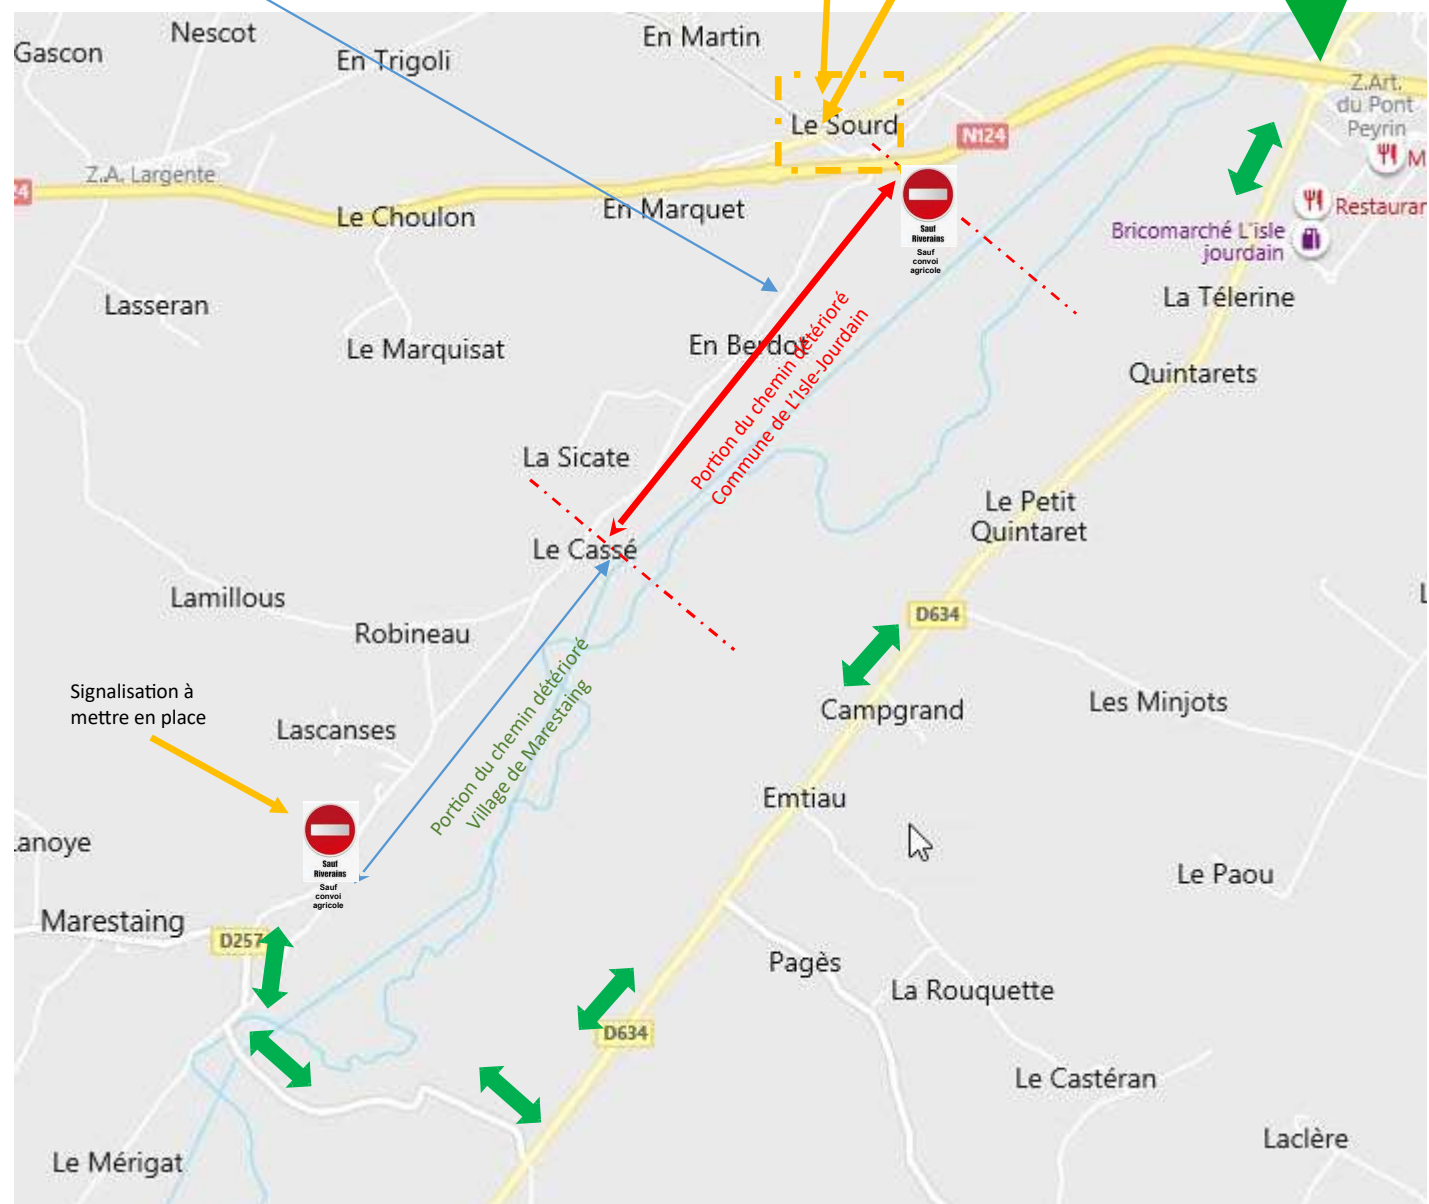 Nescot
En Martin
Gascon
En Trigoli
Z.Art.
du Pont
Peyrin
Le Sourd
N124
M
Z.A. Largente
24
Sauf
Riverains
Sauf
convoi
agricole
Le Choulon
En Marquet
Restaurar
Bricomarché L'isle
jourdain
Lasseran
La Télerine
Le Marquisat
En Berdot
Portion du chemin détérioré
Commune de L'Isle-Jourdain
Quintarets
La Sicate
Le Petit
Quintaret
Le Cassé
Lamillous
L
D634
Robineau
Signalisation à
mettre en place
Portion du chemin détérioré
Village de Marestaing
Les Minjots
Campgrand
Lascanses
Emtiau
Lanoye
Sauf
Riverains
Sauf
convoi
agricole
Le Paou
Marestaing
D257
Pagès
La Rouquette
D634
Le Castéran
Laclère
Le Mérigat